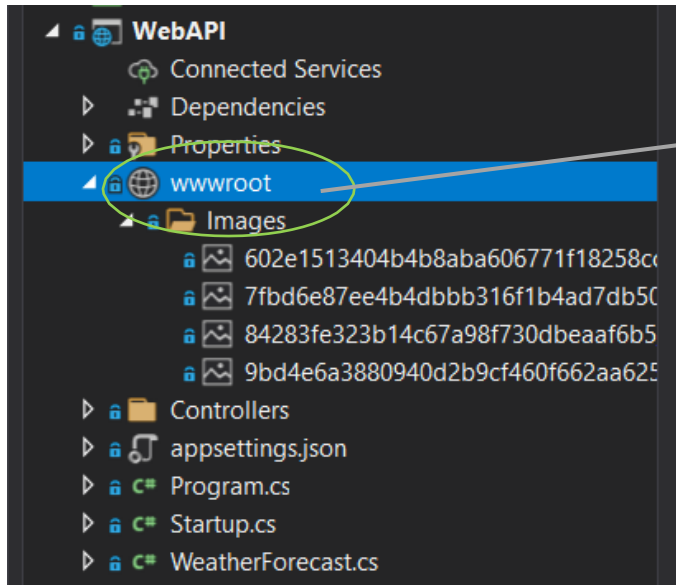 WebAPI
Connected Services
Dependencies
Properties
wwwroot
Images
602e1513404b4b8aba606771f18258cc
7fbd6e87ee4b4dbbb316f1b4ad7db50
84283fe323b14c67a98f730dbeaaf6b5
9bd4e6a3880940d2b9cf460f662aa625
Controllers
appsettings.json
C# Program.cs
C# Startup.cs
C# WeatherForecast.cs